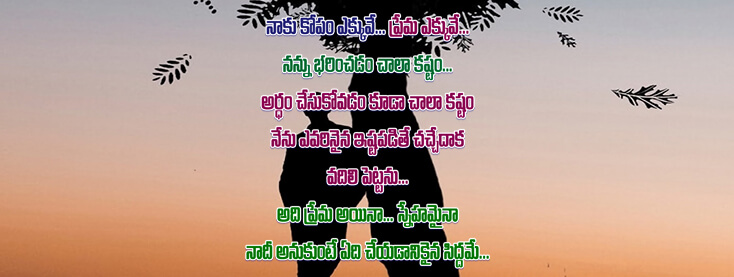 నాకు కోపం ఎక్కువే... ప్రేమ ఎక్కువే...
నన్ను భరించడం చాలా కష్టం...
అర్ధం చేసుకోవడం కూడా చాలా కష్టం
నేను ఎవరినైన ఇష్టపడితే చచ్చేదాక
వదిలి పెట్టను...
అది ప్రేమ అయినా... స్నేహమైనా
నాదీ అనుకుంటే ఏది చేయడానికైన సిద్దమే...